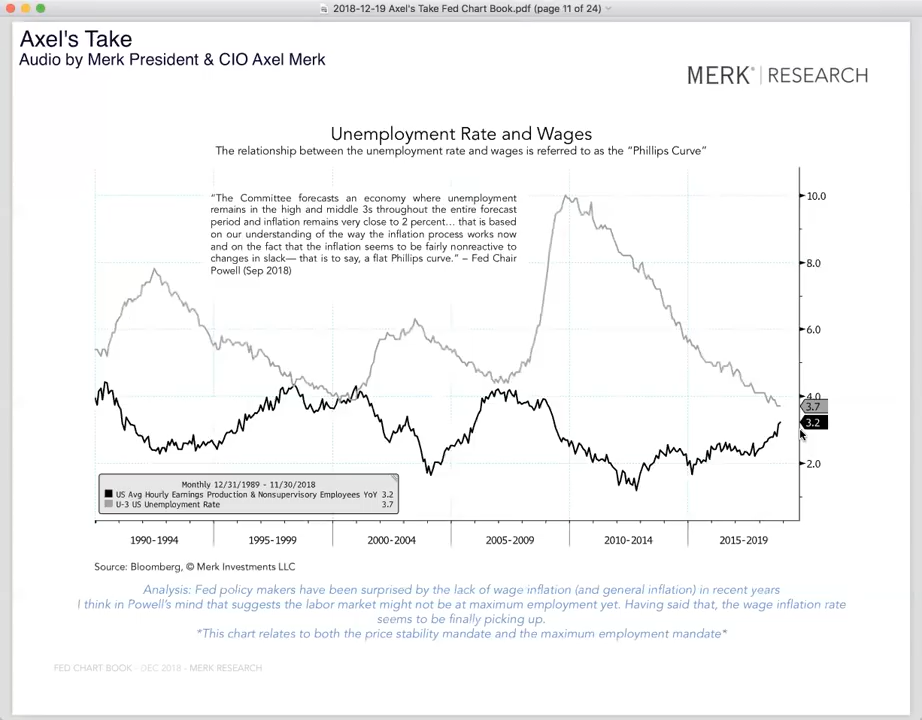 2018-12-19 Axel's Take Fed Chart Book.pdf (page 11 of 24)
Axel's Take
Audio by Merk President & CIO Axel Merk
MERK® | RESEARCH
Unemployment Rate and Wages
The relationship between the unemployment rate and wages is referred to as the “Phillips Curve”
“The Committee forecasts an economy where unemployment
remains in the high and middle 3s throughout the entire forecast
period and inflation remains very close to 2 percent… that is based
on our understanding of the way the inflation process works now
and on the fact that the inflation seems to be fairly nonreactive to
changes in slack— that is to say, a flat Phillips curve.” – Fed Chair
Powell (Sep 2018)
10.0
8.0
6.0
4.0
3.7
3.2
2.0
Monthly 12/31/1989 - 11/30/2018
US Avg Hourly Earnings Production & Nonsupervisory Employees YoY 3.2
U-3 US Unemployment Rate 3.7
1990-1994 1995-1999 2000-2004 2005-2009 2010-2014 2015-2019
Source: Bloomberg, © Merk Investments LLC
Analysis: Fed policy makers have been surprised by the lack of wage inflation (and general inflation) in recent years
I think in Powell’s mind that suggests the labor market might not be at maximum employment yet. Having said that, the wage inflation rate
seems to be finally picking up.
*This chart relates to both the price stability mandate and the maximum employment mandate*
FED CHART BOOK - DEC 2018 - MERK RESEARCH